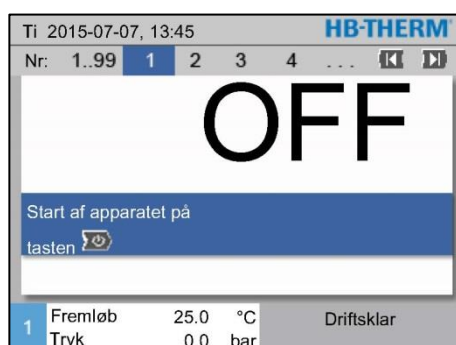 Ti 2015-07-07, 13:45 HB-THERM®
Nr: 1..99 1 2 3 4 ...
OFF
Start af apparatet på
tasten
1 Fremløb 25.0 °C Driftsklar
Tryk 0.0 bar